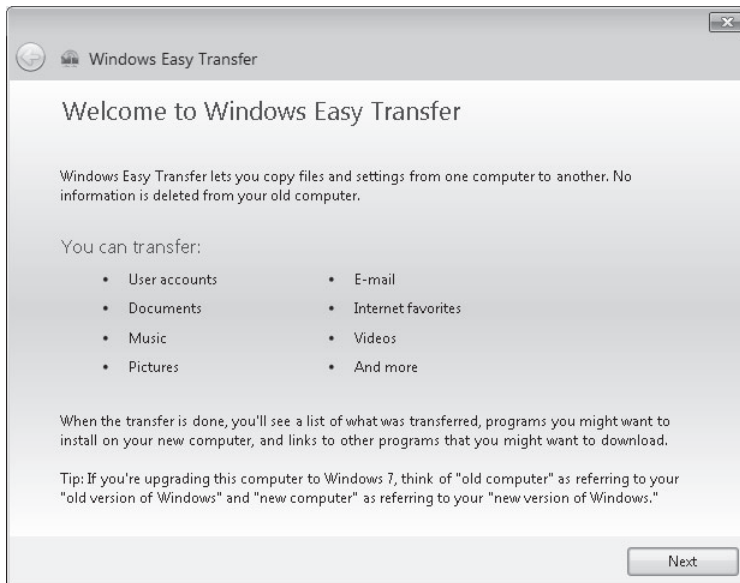 Windows Easy Transfer
Welcome to Windows Easy Transfer
Windows Easy Transfer lets you copy files and settings from one computer to another. No
information is deleted from your old computer.
You can transfer:
• User accounts
• E-mail
• Documents
• Internet favorites
• Music
• Videos
• Pictures
• And more
When the transfer is done, you'll see a list of what was transferred, programs you might want to
install on your new computer, and links to other programs that you might want to download.
Tip: If you're upgrading this computer to Windows 7, think of "old computer" as referring to your
"old version of Windows" and "new computer" as referring to your "new version of Windows."
Next